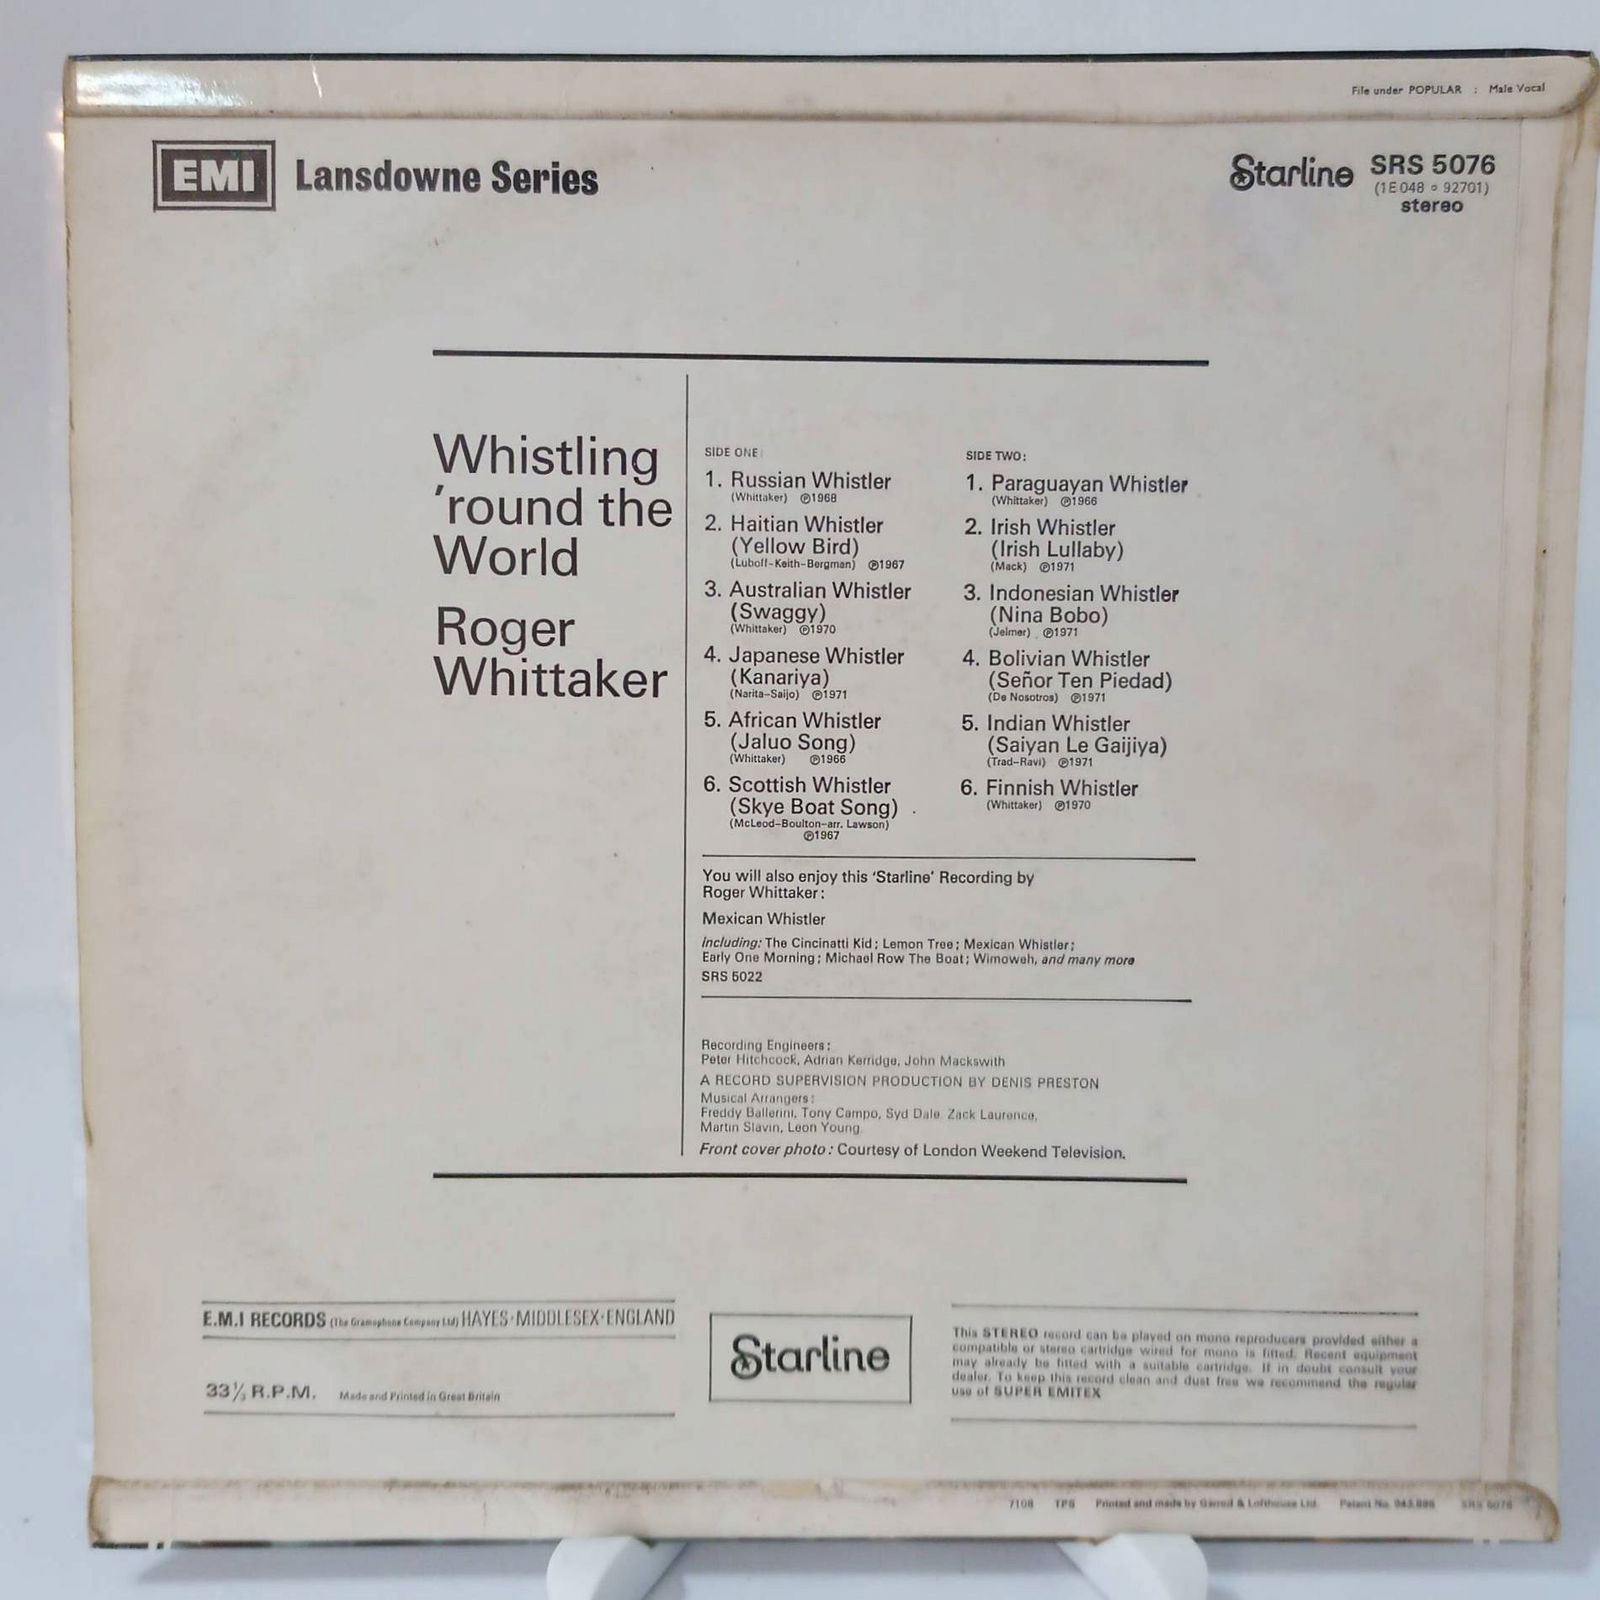 File under POPULAR : Male Vocal
EMI Lansdowne Series
Starline SRS 5076
(1E 048 o 92701)
stereo
Whistling
'round the
World
Roger
Whittaker
SIDE ONE:
1. Russian Whistler
(Whittaker) ℗1968
2. Haitian Whistler
(Yellow Bird)
(Luboff-Keith-Bergman) ℗1967
3. Australian Whistler
(Swaggy)
(Whittaker) ℗1970
4. Japanese Whistler
(Kanariya)
(Narita-Saijo) ℗1971
5. African Whistler
(Jaluo Song)
(Whittaker) ℗1966
6. Scottish Whistler
(Skye Boat Song)
(McLeod-Boulton-arr. Lawson)
℗1967
SIDE TWO:
1. Paraguayan Whistler
(Whittaker) ℗1966
2. Irish Whistler
(Irish Lullaby)
(Mack) ℗1971
3. Indonesian Whistler
(Nina Bobo)
(Jelmer) ℗1971
4. Bolivian Whistler
(Señor Ten Piedad)
(De Nosotros) ℗1971
5. Indian Whistler
(Saiyan Le Gaijiya)
(Trad-Ravi) ℗1971
6. Finnish Whistler
(Whittaker) ℗1970
You will also enjoy this 'Starline' Recording by
Roger Whittaker:
Mexican Whistler
including: The Cincinatti Kid; Lemon Tree; Mexican Whistler;
Early One Morning; Michael Row The Boat; Wimoweh, and many more
SRS 5022
Recording Engineers:
Peter Hitchcock, Adrian Kerridge, John Mackswith
A RECORD SUPERVISION PRODUCTION BY DENIS PRESTON
Musical Arrangers:
Freddy Ballerini, Tony Campo, Syd Dale, Zack Laurence,
Martin Slavin, Leon Young.
Front cover photo: Courtesy of London Weekend Television.
E.M.I RECORDS (The Gramophone Company Ltd) HAYES·MIDDLESEX·ENGLAND
33⅓ R.P.M. Made and Printed in Great Britain
Starline
This STEREO record can be played on mono reproducers provided either a
compatible or stereo cartridge wired for mono is fitted. Recent equipment
may already be fitted with a suitable cartridge. If in doubt consult your
dealer. To keep this record clean and dust free we recommend the regular
use of SUPER EMITEX
7108 TPS Printed and made by Garrod & Lofthouse Ltd. Patent No. SRS 5076